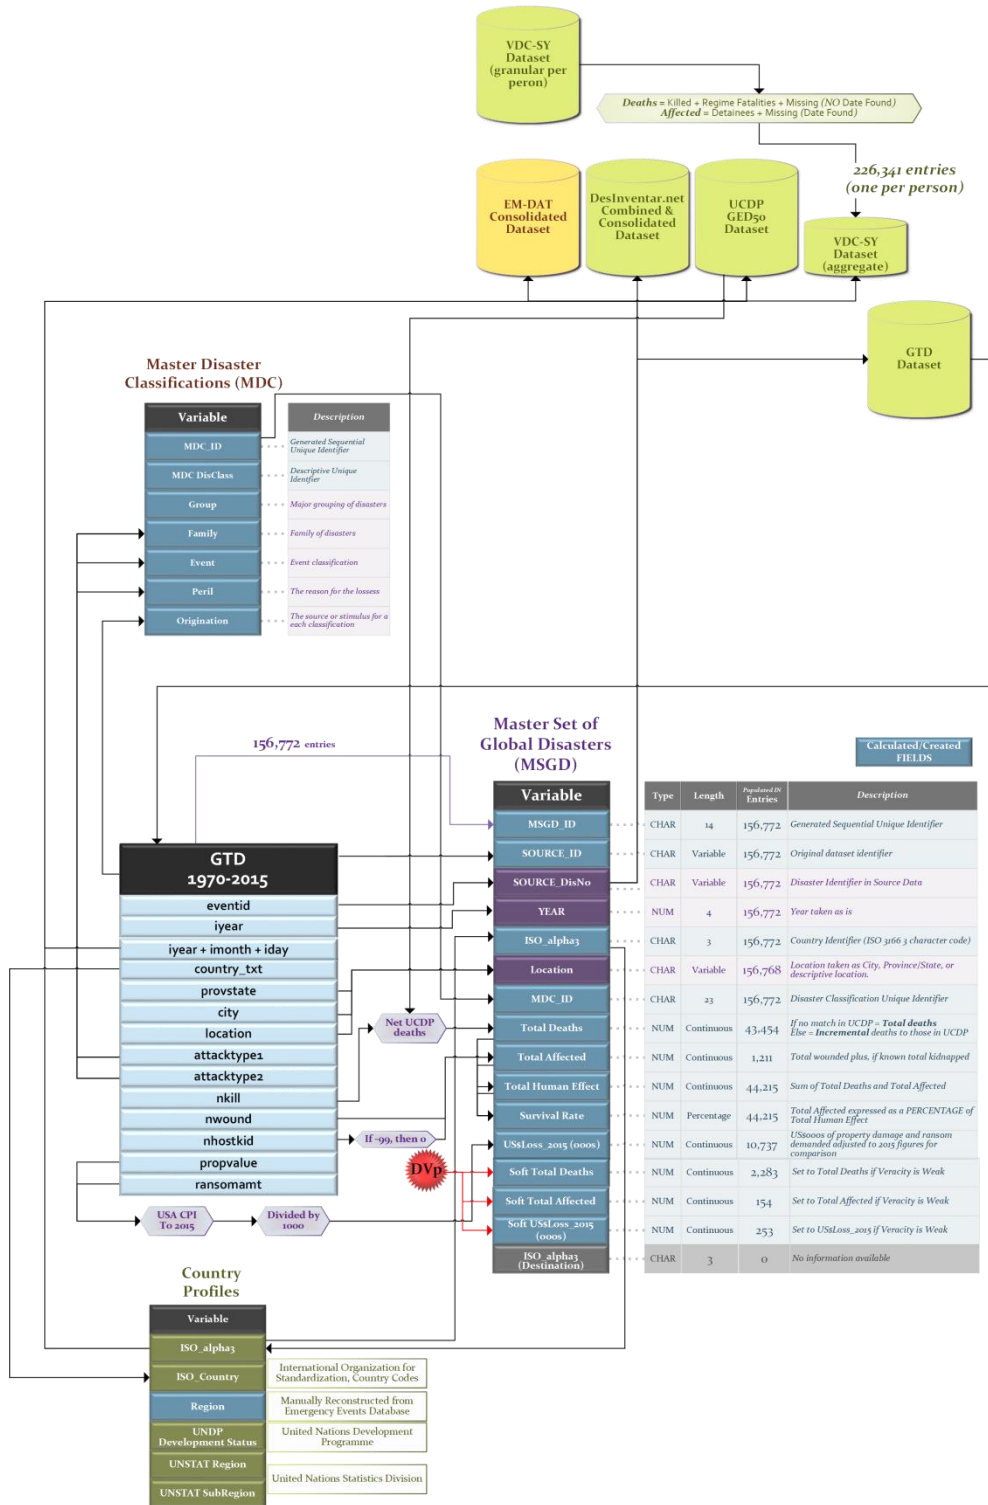 VDC-SY
Dataset
(granular per
peron)
Deaths = Killed + Regime Fatalities + Missing (NO Date Found)
Affected = Detainees + Missing (Date Found)
226,341 entries
(one per person)
EM-DAT
Consolidated
Dataset
DesInventar.net
Combined &
Consolidated
Dataset
UCDP
GED50
Dataset
VDC-SY
Dataset
(aggregate)
GTD
Dataset
Master Disaster
Classifications (MDC)
Variable
Description
MDC_ID
Generated Sequential
Unique Identifier
MDC DisClass
Descriptive Unique
Identfier
Group
Major grouping of disasters
Family
Family of disasters
Event
Event classification
Peril
The reason for the lossess
Origination
The source or stimulus for a
each classification
156,772 entries
Master Set of
Global Disasters
(MSGD)
Calculated/Created
FIELDS
Variable
Type Length Populated IN Entries Description
MSGD_ID CHAR 14 156,772 Generated Sequential Unique Identifier
SOURCE_ID CHAR Variable 156,772 Original dataset identifier
SOURCE_DisNo CHAR Variable 156,772 Disaster Identifier in Source Data
YEAR NUM 4 156,772 Year taken as is
ISO_alpha3 CHAR 3 156,772 Country Identifier (ISO 3166 3 character code)
Location CHAR Variable 156,768 Location taken as City, Province/State, or
descriptive location.
MDC_ID CHAR 23 156,772 Disaster Classification Unique Identifier
Total Deaths NUM Continuous 43,454 If no match in UCDP = Total deaths
Else = Incremental deaths to those in UCDP
Total Affected NUM Continuous 1,211 Total wounded plus, if known total kidnapped
Total Human Effect NUM Continuous 44,215 Sum of Total Deaths and Total Affected
Survival Rate NUM Percentage 44,215 Total Affected expressed as a PERCENTAGE of
Total Human Effect
US$Loss_2015 (000s) NUM Continuous 10,737 US$000s of property damage and ransom
demanded adjusted to 2015 figures for
comparison
Soft Total Deaths NUM Continuous 2,283 Set to Total Deaths if Veracity is Weak
Soft Total Affected NUM Continuous 154 Set to Total Affected if Veracity is Weak
Soft US$Loss_2015
(000s) NUM Continuous 253 Set to US$Loss_2015 if Veracity is Weak
ISO_alpha3
(Destination) CHAR 3 0 No information available
GTD
1970-2015
eventid
iyear
iyear + imonth + iday
country_txt
provstate
city
location
attacktype1
attacktype2
nkill
nwound
nhostkid
propvalue
ransomamt
Net UCDP
deaths
If -99, then 0
DVp
USA CPI
To 2015
Divided by
1000
Country
Profiles
Variable
ISO_alpha3
ISO_Country
International Organization for
Standardization, Country Codes
Region
Manually Reconstructed from
Emergency Events Database
UNDP
Development Status
United Nations Development
Programme
UNSTAT Region
United Nations Statistics Division
UNSTAT SubRegion